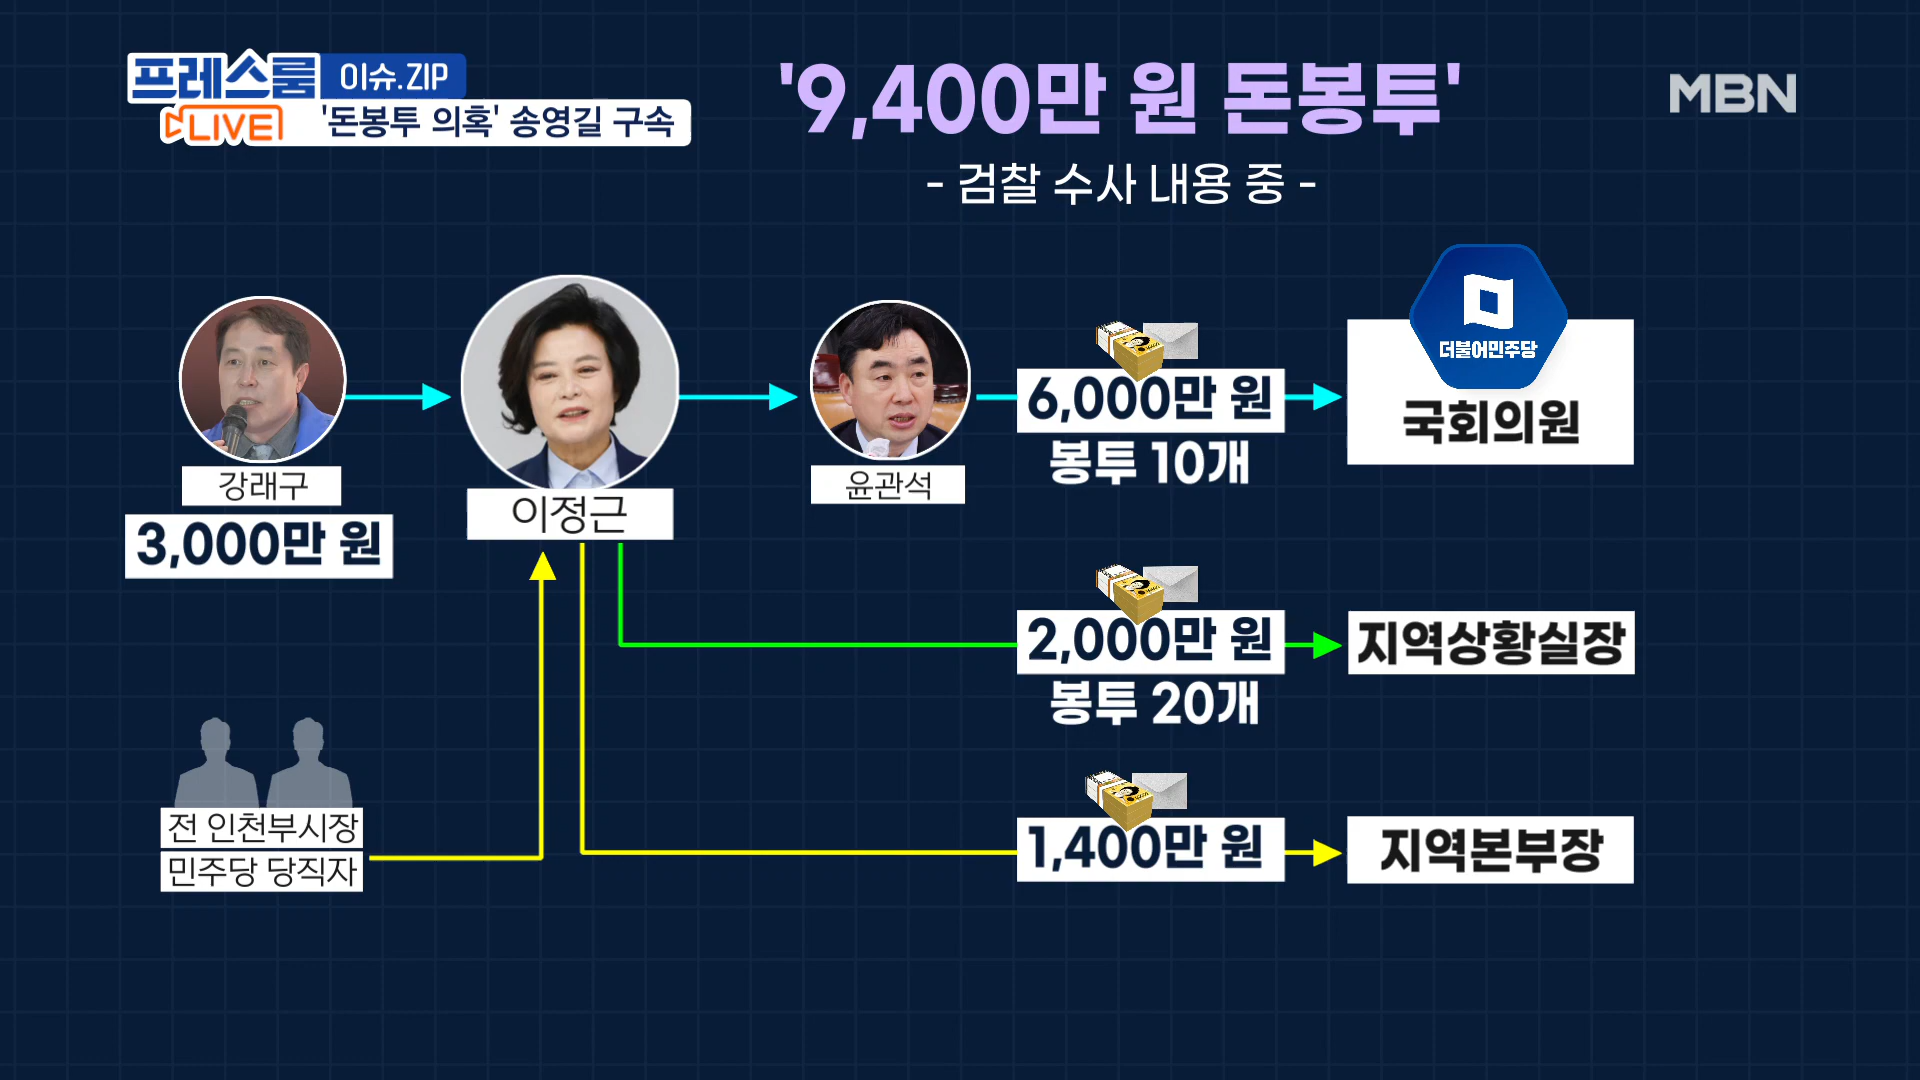 프레스룸 이슈.ZIP
LIVE '돈봉투 의혹' 송영길 구속
'9,400만 원 돈봉투'
- 검찰 수사 내용 중 -
MBN
강래구
3,000만 원
이정근
윤관석
6,000만 원
봉투 10개
더불어민주당
국회의원
2,000만 원
봉투 20개
지역상황실장
전 인천부시장
민주당 당직자
1,400만 원
지역본부장